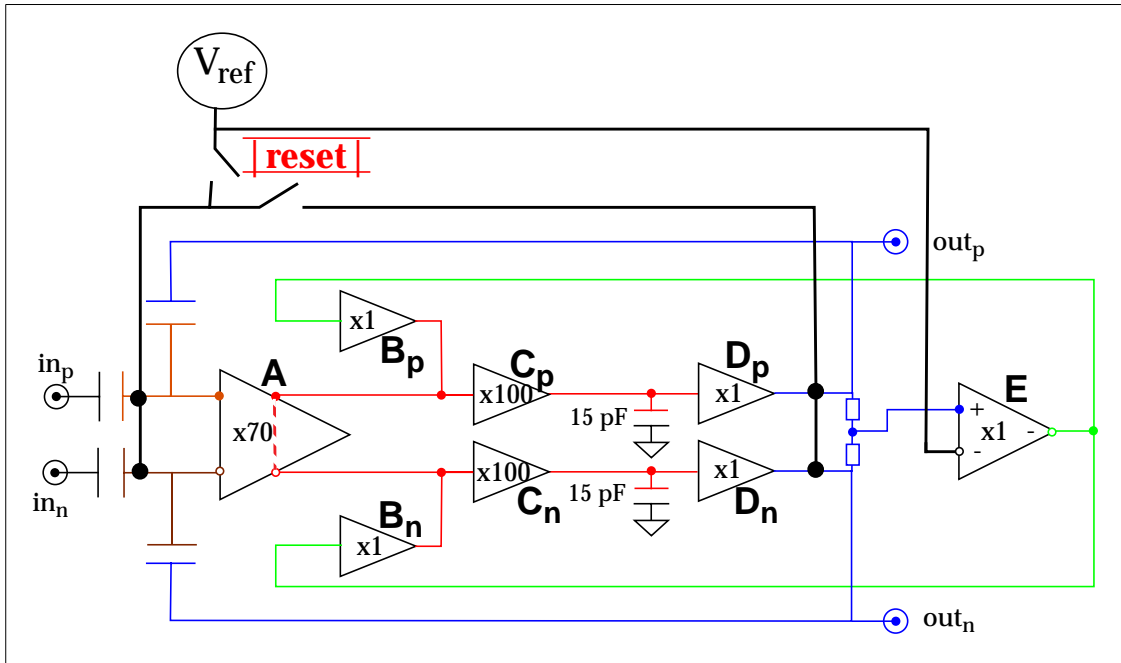 Vref
reset
outp
x1
Bp
inp
A
Cp
Dp
E
x70
x100
x1
15 pF
+
x1 -
-
inn
x100
x1
Cn
15 pF
Dn
Bn
x1
outn